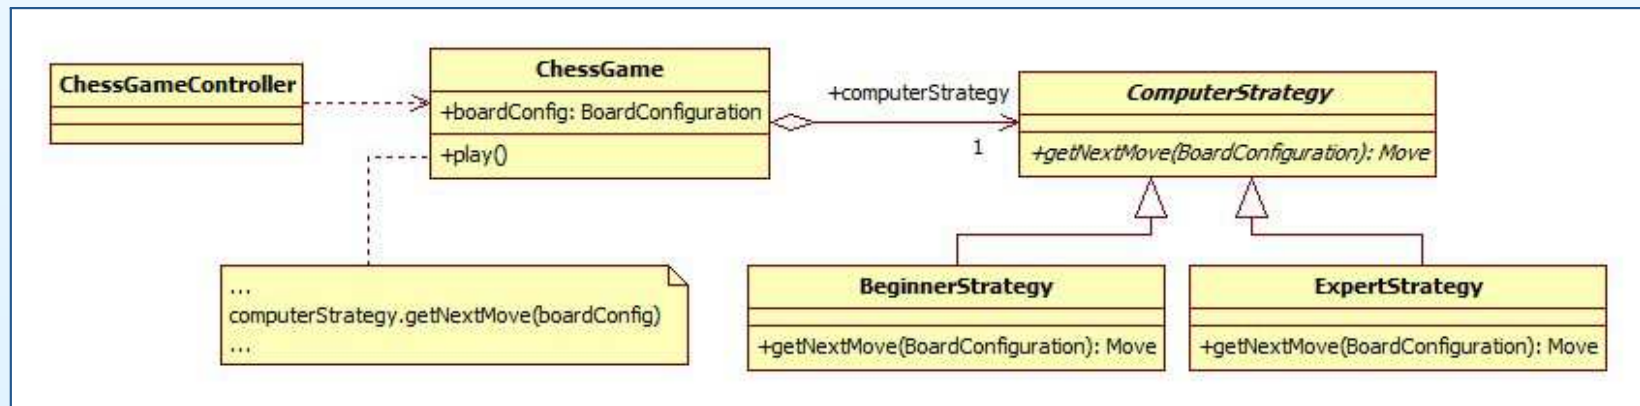 ChessGameController
ChessGame
+boardConfig: BoardConfiguration
+play()
+computerStrategy
1
ComputerStrategy
+getNextMove(BoardConfiguration): Move
...
computerStrategy.getNextMove(boardConfig)
...
BeginnerStrategy
+getNextMove(BoardConfiguration): Move
ExpertStrategy
+getNextMove(BoardConfiguration): Move